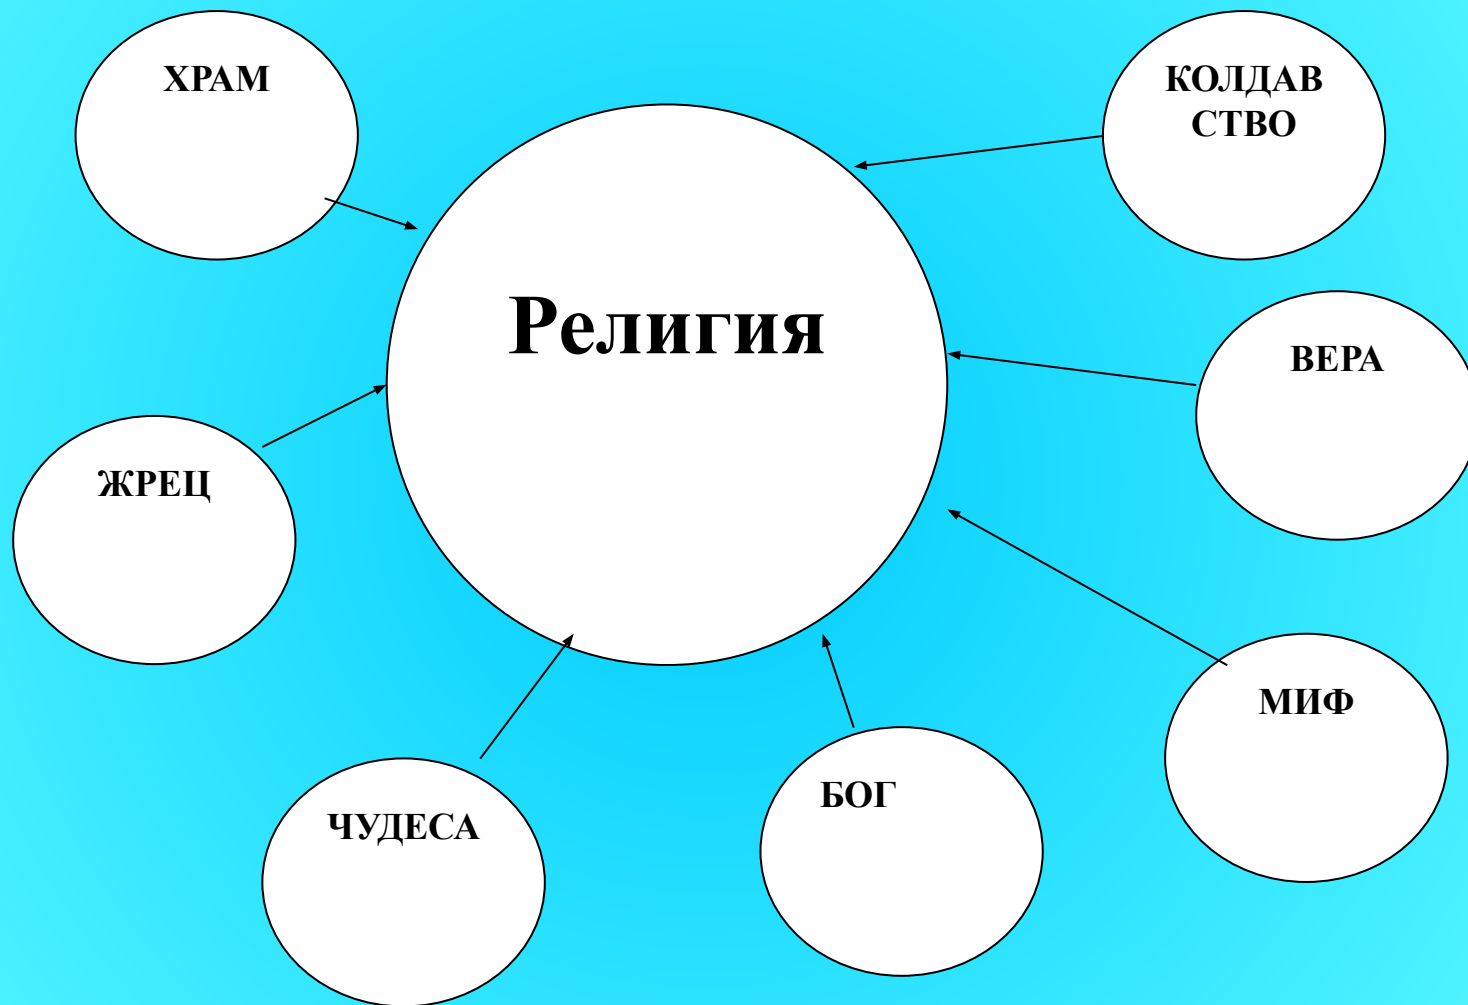 ХРАМ
КОЛДАВ
СТВО
Религия
ВЕРА
ЖРЕЦ
МИФ
БОГ
ЧУДЕСА